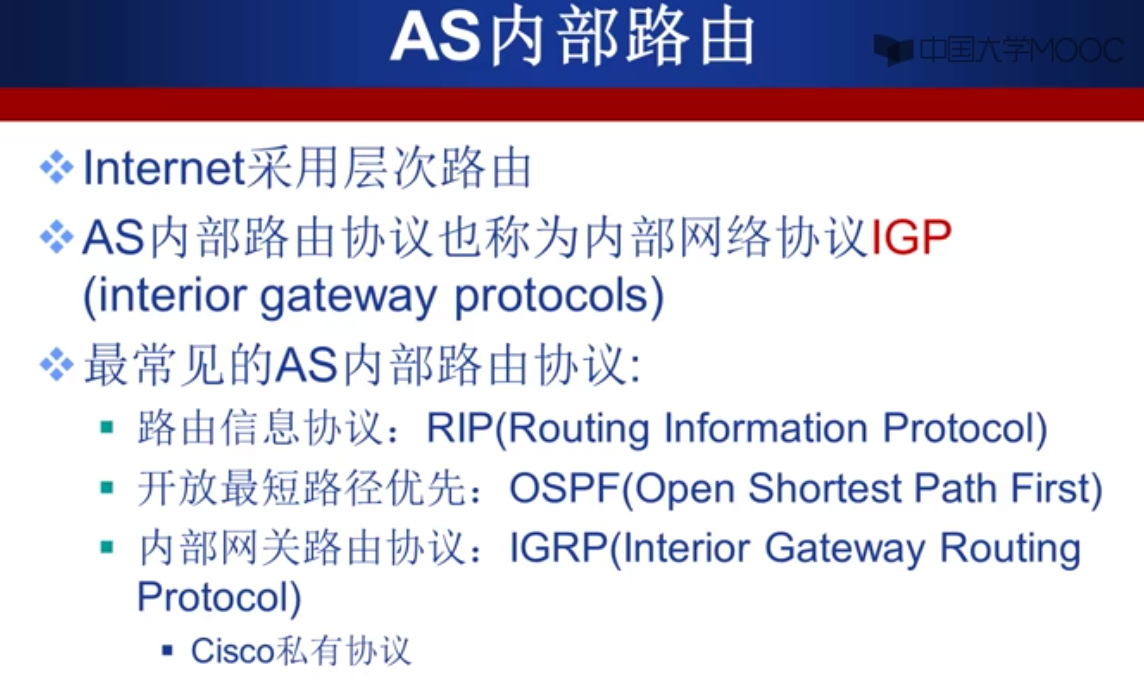 AS内部路由
中国大学MOOC
Internet采用层次路由
AS内部路由协议也称为内部网络协议IGP
(interior gateway protocols)
最常见的AS内部路由协议:
路由信息协议：RIP(Routing Information Protocol)
开放最短路径优先：OSPF(Open Shortest Path First)
内部网关路由协议：IGRP(Interior Gateway Routing
Protocol)
Cisco私有协议